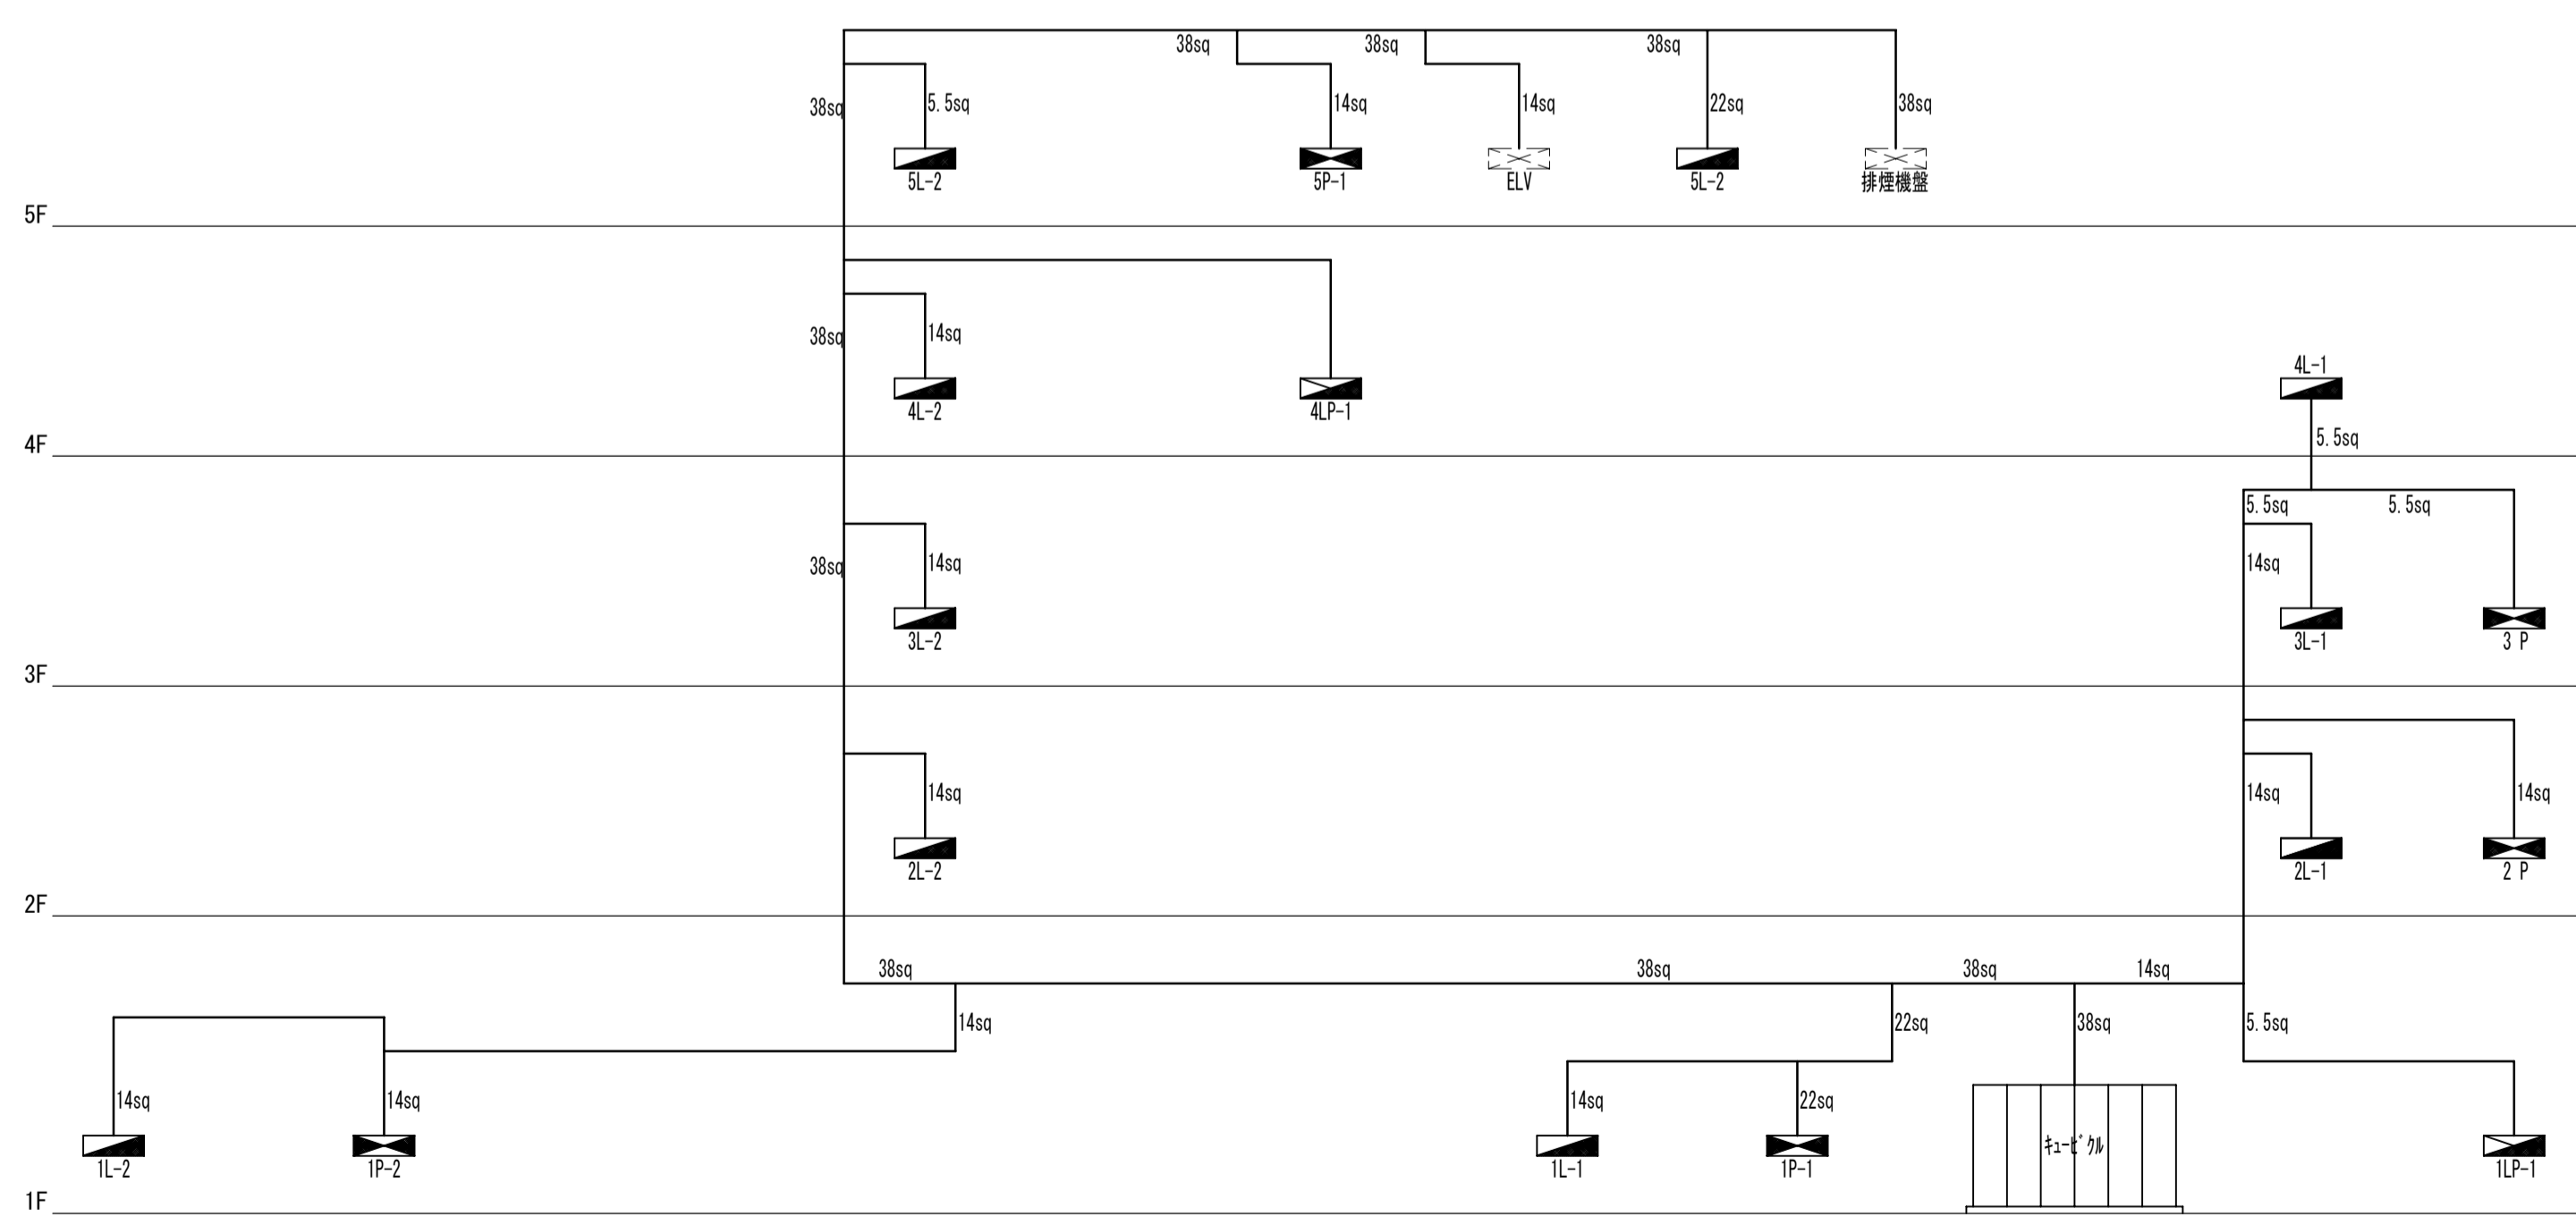 38sq 38sq 38sq
38sq 5.5sq 14sq 14sq 22sq 38sq
5L-2 5P-1 ELV 5L-2 排煙機盤
5F
38sq 14sq
4L-1
4L-2 4LP-1
4F
5.5sq
5.5sq 5.5sq
38sq 14sq 14sq
3L-2 3L-1 3 P
3F
14sq 14sq 14sq
2L-2 2L-1 2 P
2F
38sq 38sq 38sq 14sq
14sq 22sq 38sq 5.5sq
14sq 14sq 14sq 22sq
キュービクル
1L-2 1P-2 1L-1 1P-1 1LP-1
1F